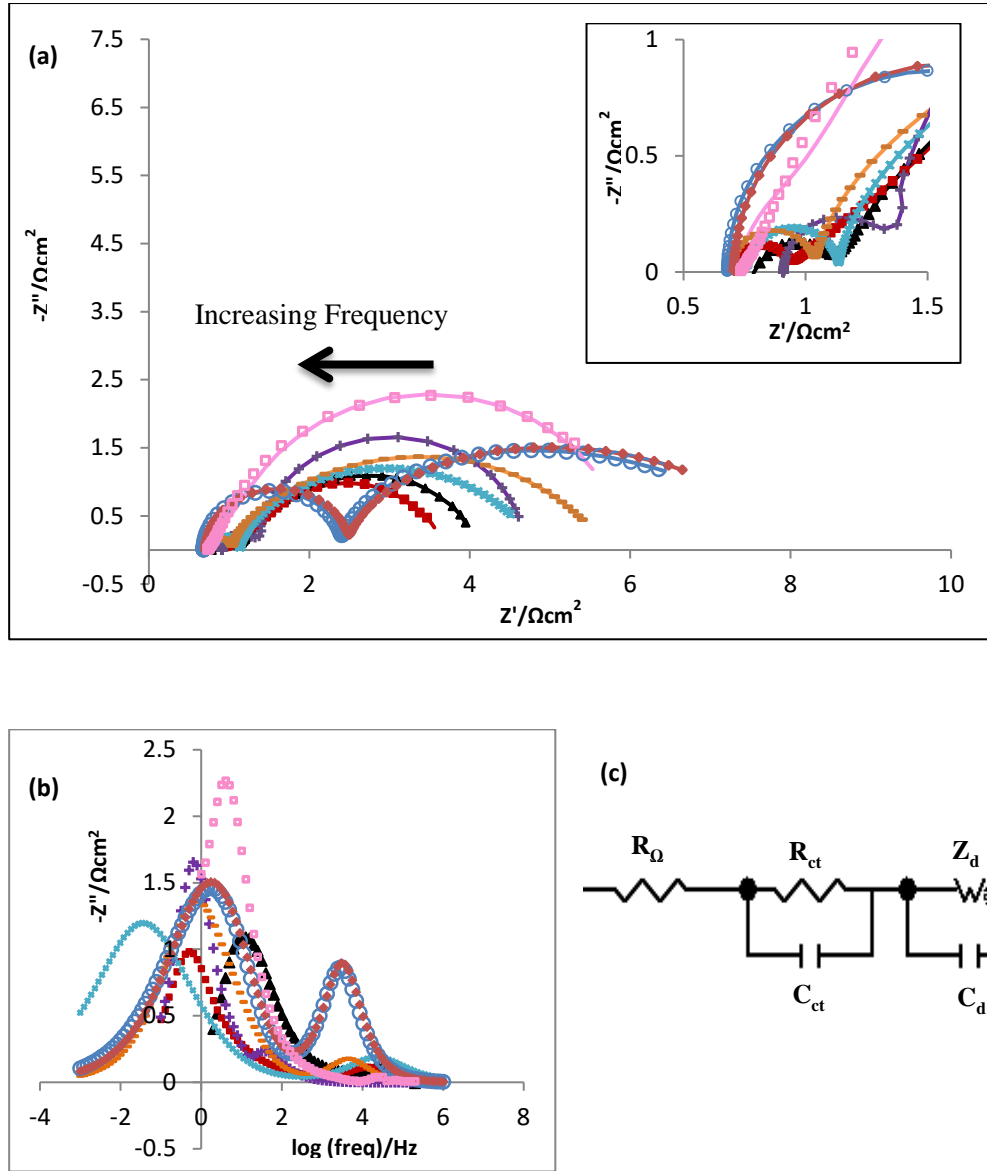 (a)
7.5
6.5
5.5
4.5
3.5
2.5
1.5
0.5
-0.5
-Z''/Ωcm²
Increasing Frequency
0
2
4
6
8
10
Z'/Ωcm²
1
0.5
0
-Z''/Ωcm²
0.5
1
1.5
Z'/Ωcm²
(b)
2.5
2
1.5
1
0.5
0
-0.5
-Z''/Ωcm²
-4
-2
0
2
4
6
8
log (freq)/Hz
(c)
RΩ
Rct
Zd
Cct
Cd